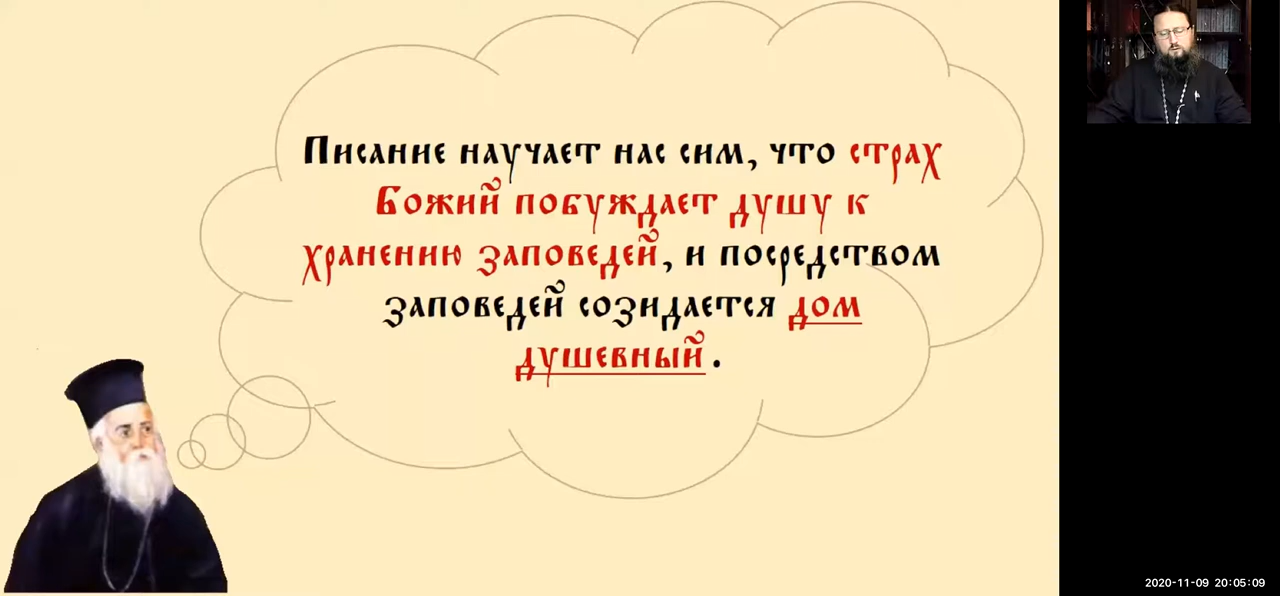 Писание научает нас сим, что страх
Божий побуждает душу к
хранению заповедей, и посредством
заповедей созидается дом
душевный.
2020-11-09 20:05:09